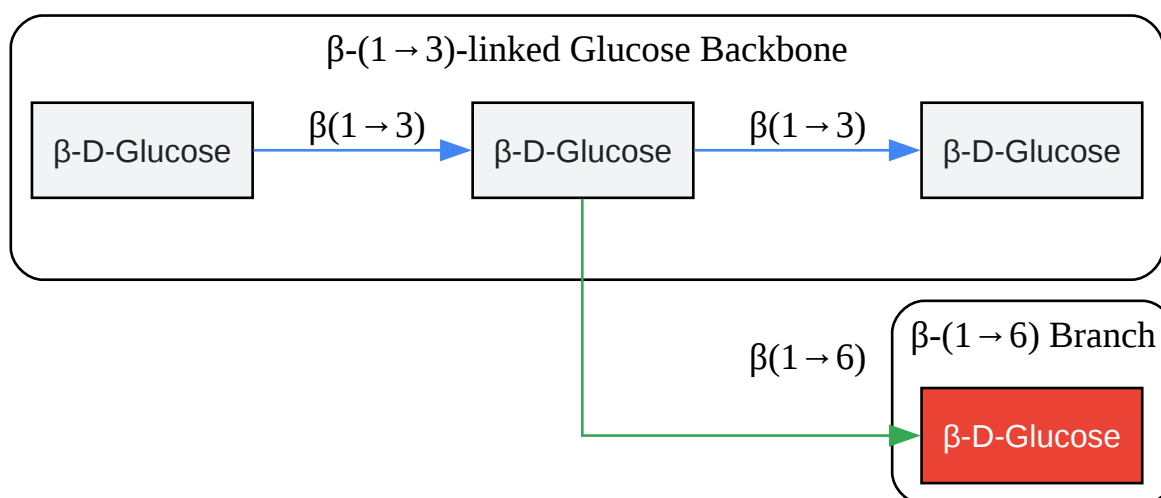 β-(1→3)-linked Glucose Backbone
β-D-Glucose
β(1→3)
β-D-Glucose
β(1→3)
β-D-Glucose
β(1→6)
β-(1→6) Branch
β-D-Glucose